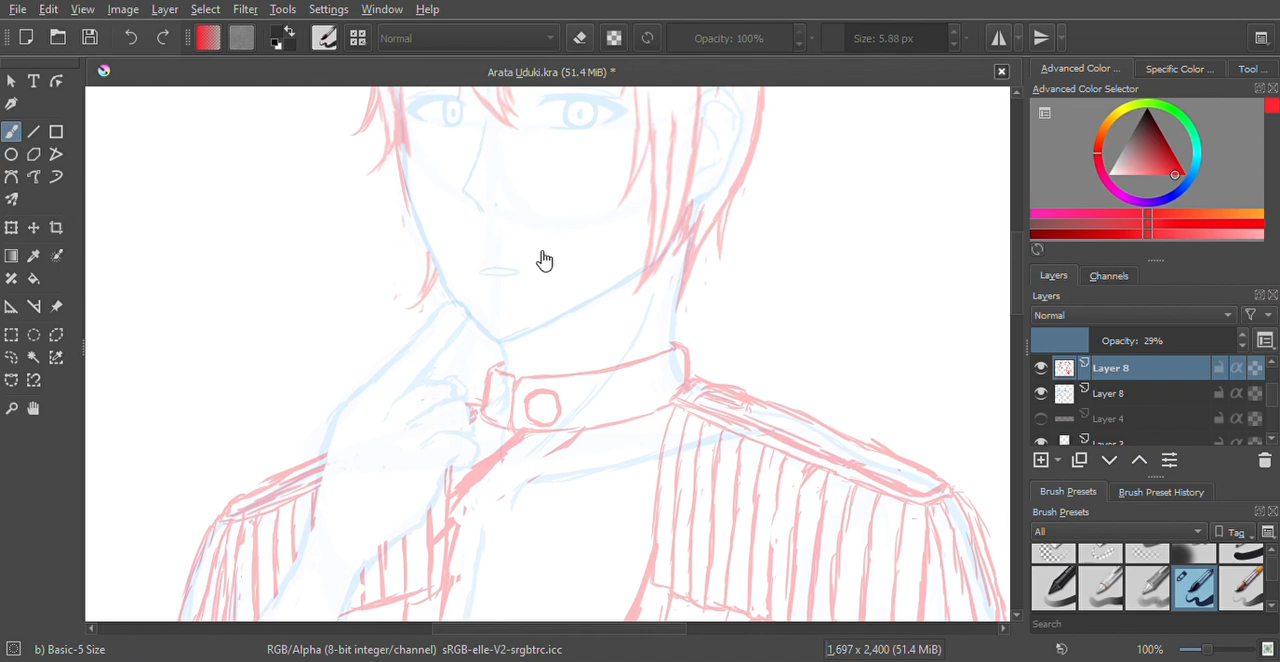 File Edit View Image Layer Select Filter Tools Settings Window Help
Normal Opacity: 100% Size: 5.88 px
Arata Uduki.kra (51.4 MiB) *
Advanced Color ... Specific Color ... Tool ...
Advanced Color Selector
Layers Channels
Layers
Normal
Opacity: 29%
Layer 8
Layer 8
Layer 4
Brush Presets Brush Preset History
Brush Presets
All Tag
Search
b) Basic-5 Size RGB/Alpha (8-bit integer/channel) sRGB-elle-V2-srgbtrc.icc 1,697 x 2,400 (51.4 MiB) 100%